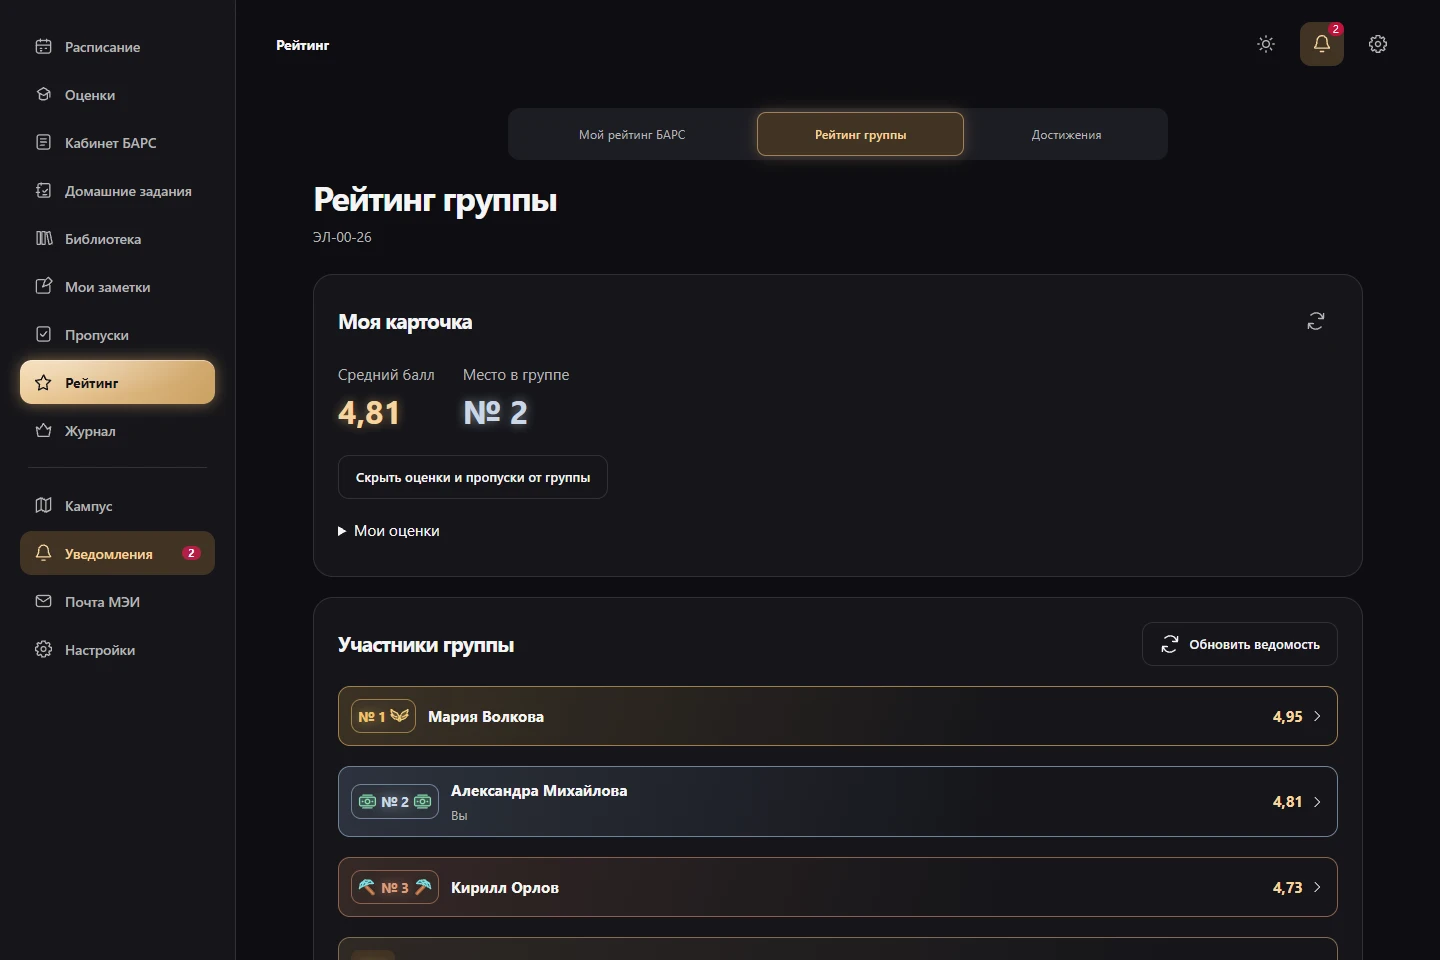 Расписание
Оценки
Кабинет БАРС
Домашние задания
Библиотека
Мои заметки
Пропуски
Рейтинг
Журнал
Кампус
Уведомления 2
Почта МЭИ
Настройки
Рейтинг
2
Мой рейтинг БАРС
Рейтинг группы
Достижения
Рейтинг группы
ЭЛ-00-26
Моя карточка
Средний балл
4,81
Место в группе
№ 2
Скрыть оценки и пропуски от группы
Мои оценки
Участники группы
Обновить ведомость
№ 1 Мария Волкова 4,95
№ 2 Александра Михайлова 4,81
Вы
№ 3 Кирилл Орлов 4,73